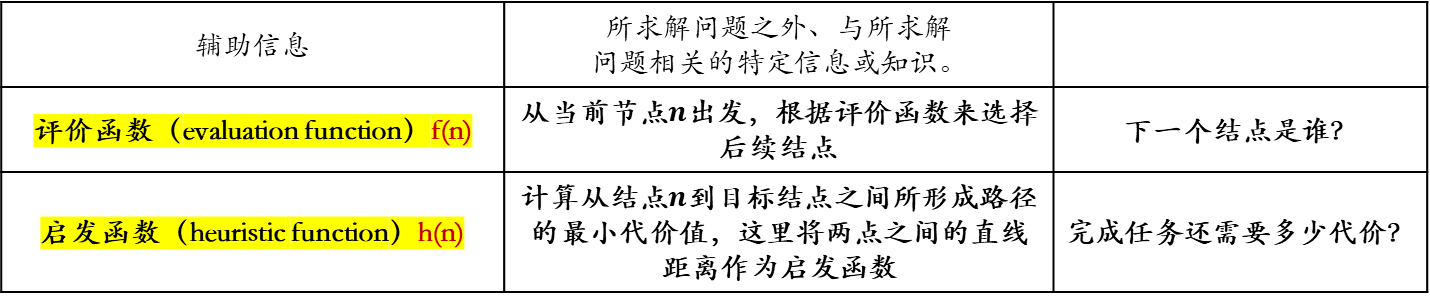 辅助信息
所求解问题之外、与所求解
问题相关的特定信息或知识。
评价函数（evaluation function）f(n)
从当前节点n出发，根据评价函数来选择
后续结点
下一个结点是谁？
启发函数（heuristic function）h(n)
计算从结点n到目标结点之间所形成路径
的最小代价值，这里将两点之间的直线
距离作为启发函数
完成任务还需要多少代价？